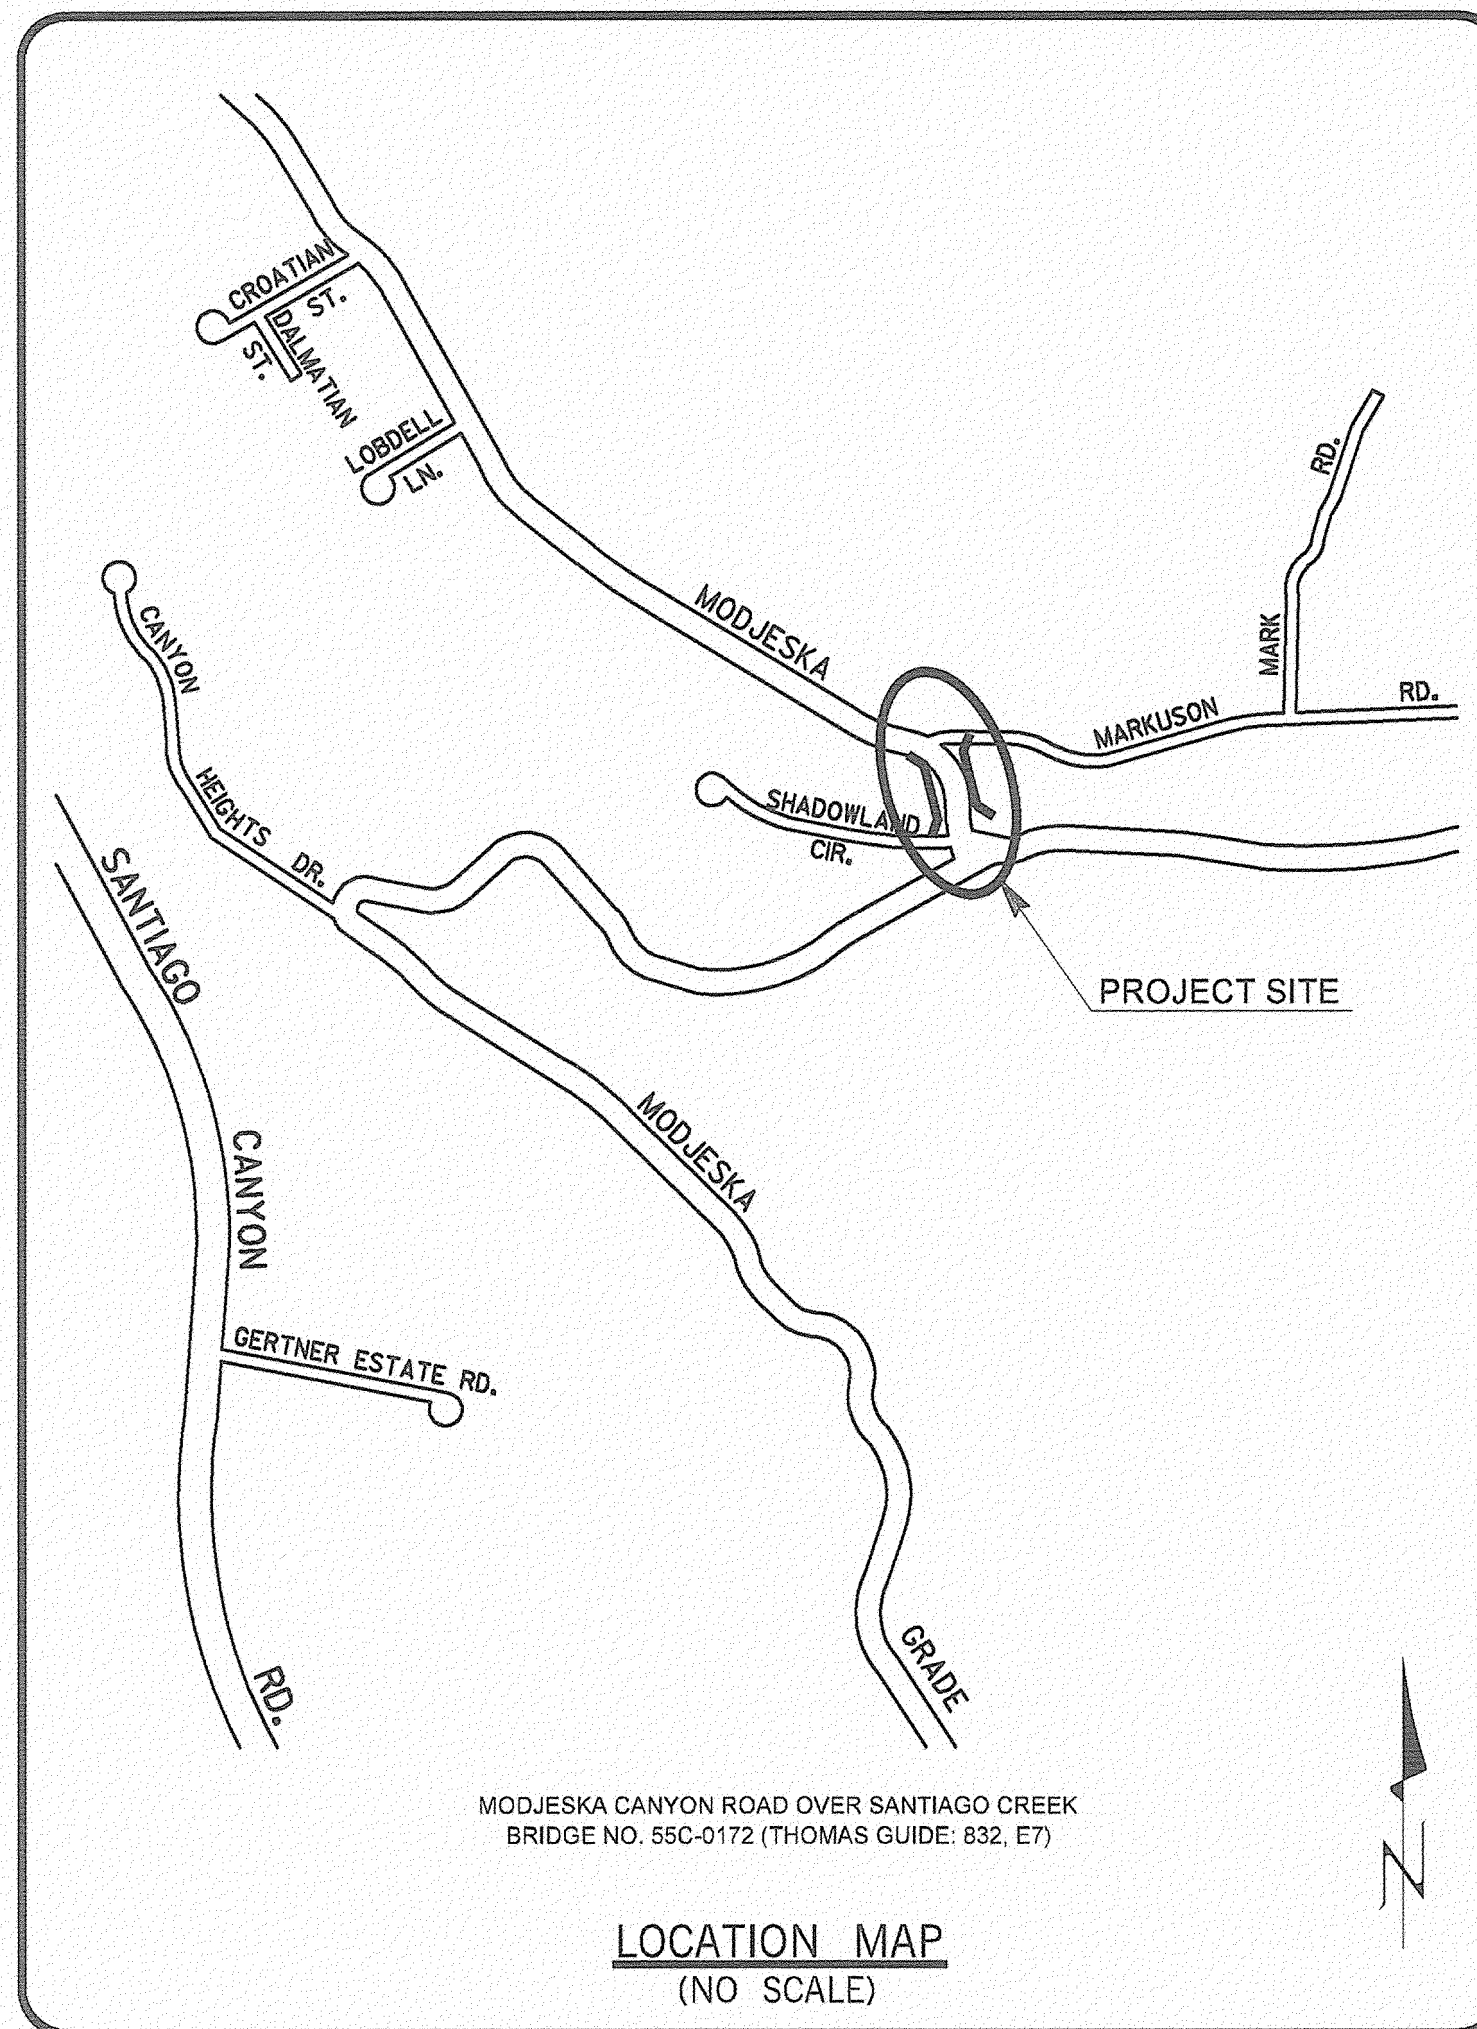 CROATIAN
ST.
DALMATIAN
ST.
LOBDELL
LN.
RD.
MARK
MODJESKA
CANYON
MARKUSON
RD.
HEIGHTS
DR.
SHADOWLAND
CIR.
SANTIAGO
PROJECT SITE
MODJESKA
CANYON
GERTNER ESTATE RD.
GRADE
RD.
MODJESKA CANYON ROAD OVER SANTIAGO CREEK
BRIDGE NO. 55C-0172 (THOMAS GUIDE: 832, E7)
N
LOCATION MAP
(NO SCALE)